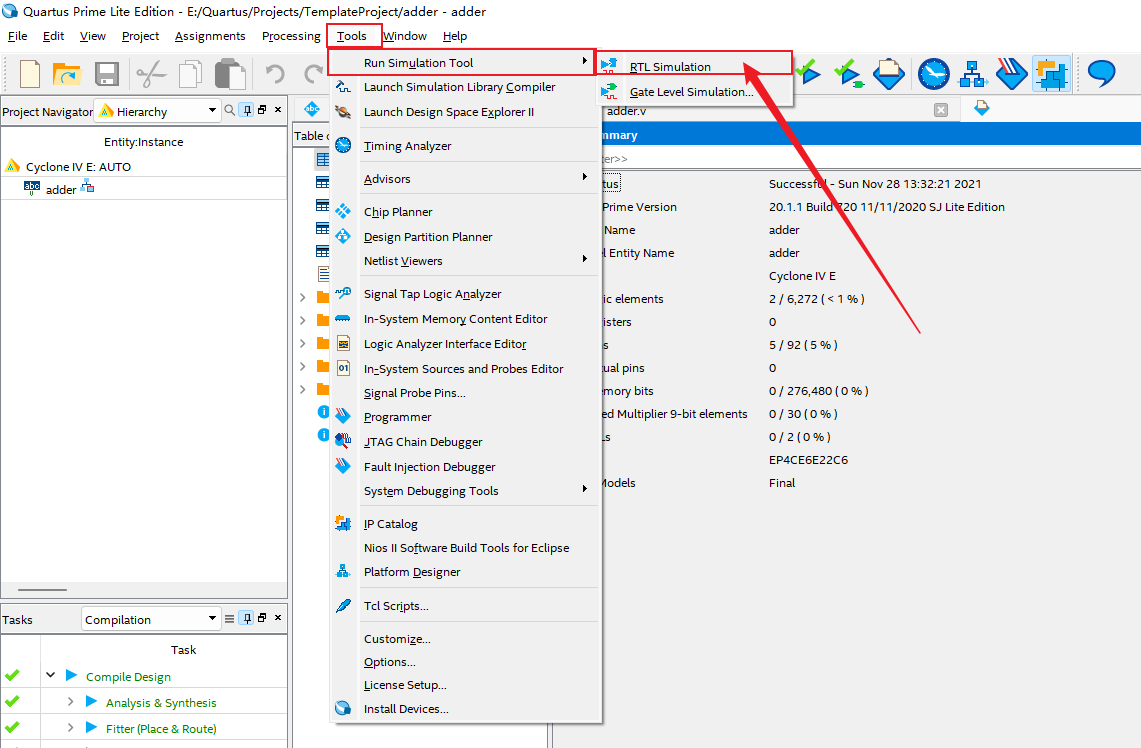 Quartus Prime Lite Edition - E:/Quartus/Projects/TemplateProject/adder - adder
File Edit View Project Assignments Processing Tools Window Help
Project Navigator Hierarchy
Entity:Instance
Cyclone IV E: AUTO
abc adder
Tasks Compilation
Task
Compile Design
Analysis & Synthesis
Fitter (Place & Route)
abc
Table
Run Simulation Tool
Launch Simulation Library Compiler
Launch Design Space Explorer II
Timing Analyzer
Advisors
Chip Planner
Design Partition Planner
Netlist Viewers
Signal Tap Logic Analyzer
In-System Memory Content Editor
Logic Analyzer Interface Editor
In-System Sources and Probes Editor
Signal Probe Pins...
Programmer
JTAG Chain Debugger
Fault Injection Debugger
System Debugging Tools
IP Catalog
Nios II Software Build Tools for Eclipse
Platform Designer
Tcl Scripts...
Customize...
Options...
License Setup...
Install Devices...
RTL Simulation
Gate Level Simulation...
adder.v
mmary
er>>
tus Successful - Sun Nov 28 13:32:21 2021
Prime Version 20.1.1 Build 720 11/11/2020 SJ Lite Edition
Name adder
l Entity Name adder
Cyclone IV E
ic elements 2 / 6,272 ( < 1 % )
isters 0
s 5 / 92 ( 5 % )
ual pins 0
emory bits 0 / 276,480 ( 0 % )
ed Multiplier 9-bit elements 0 / 30 ( 0 % )
Ls 0 / 2 ( 0 % )
EP4CE6E22C6
Models Final